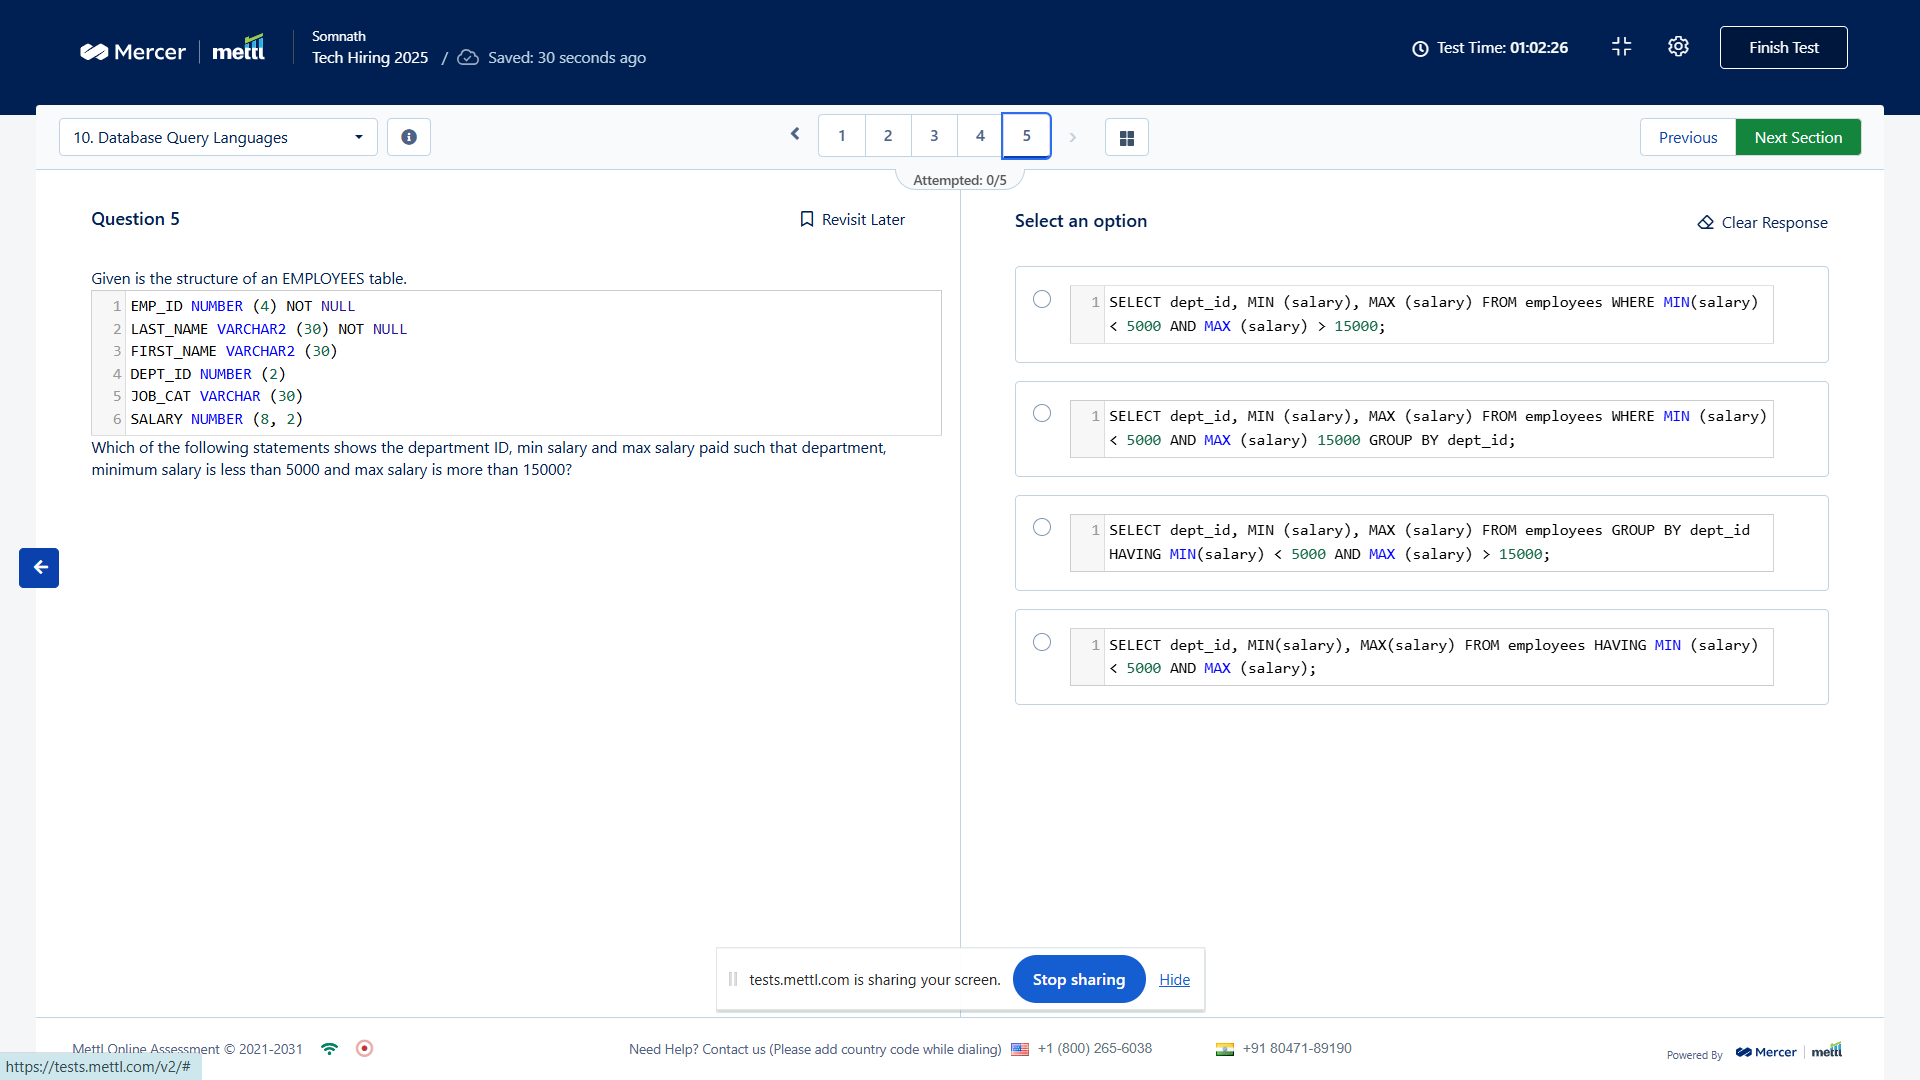 Mercer | mettl
Somnath
Tech Hiring 2025 / Saved: 30 seconds ago
Test Time: 01:02:26
Finish Test
10. Database Query Languages
1 2 3 4 5
Attempted: 0/5
Previous
Next Section
Question 5
Revisit Later
Given is the structure of an EMPLOYEES table.
1 EMP_ID NUMBER (4) NOT NULL
2 LAST_NAME VARCHAR2 (30) NOT NULL
3 FIRST_NAME VARCHAR2 (30)
4 DEPT_ID NUMBER (2)
5 JOB_CAT VARCHAR (30)
6 SALARY NUMBER (8, 2)
Which of the following statements shows the department ID, min salary and max salary paid such that department,
minimum salary is less than 5000 and max salary is more than 15000?
Select an option
Clear Response
1 SELECT dept_id, MIN (salary), MAX (salary) FROM employees WHERE MIN(salary)
< 5000 AND MAX (salary) > 15000;
1 SELECT dept_id, MIN (salary), MAX (salary) FROM employees WHERE MIN (salary)
< 5000 AND MAX (salary) 15000 GROUP BY dept_id;
1 SELECT dept_id, MIN (salary), MAX (salary) FROM employees GROUP BY dept_id
HAVING MIN(salary) < 5000 AND MAX (salary) > 15000;
1 SELECT dept_id, MIN(salary), MAX(salary) FROM employees HAVING MIN (salary)
< 5000 AND MAX (salary);
tests.mettl.com is sharing your screen.
Stop sharing
Hide
Mettl Online Assessment © 2021-2031
Need Help? Contact us (Please add country code while dialing) +1 (800) 265-6038 +91 80471-89190
Powered By Mercer | mettl
https://tests.mettl.com/v2/#